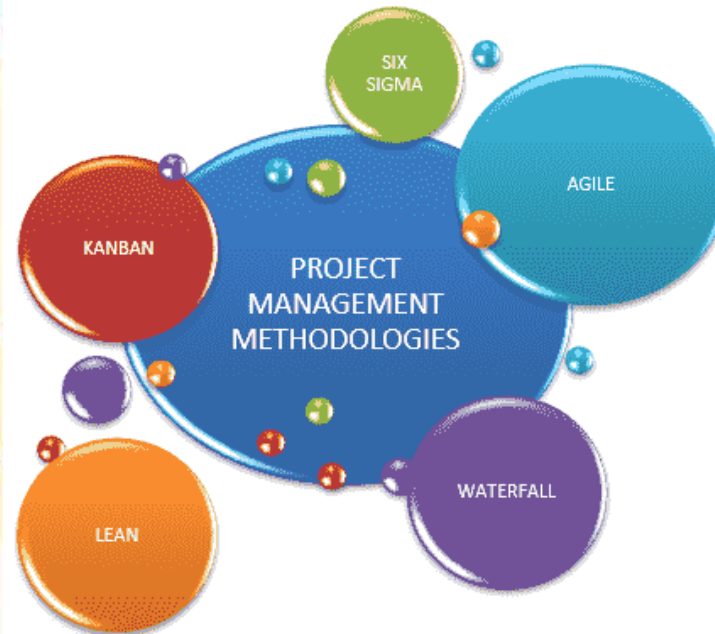 SIX
SIGMA
AGILE
KANBAN
PROJECT
MANAGEMENT
METHODOLOGIES
WATERFALL
LEAN